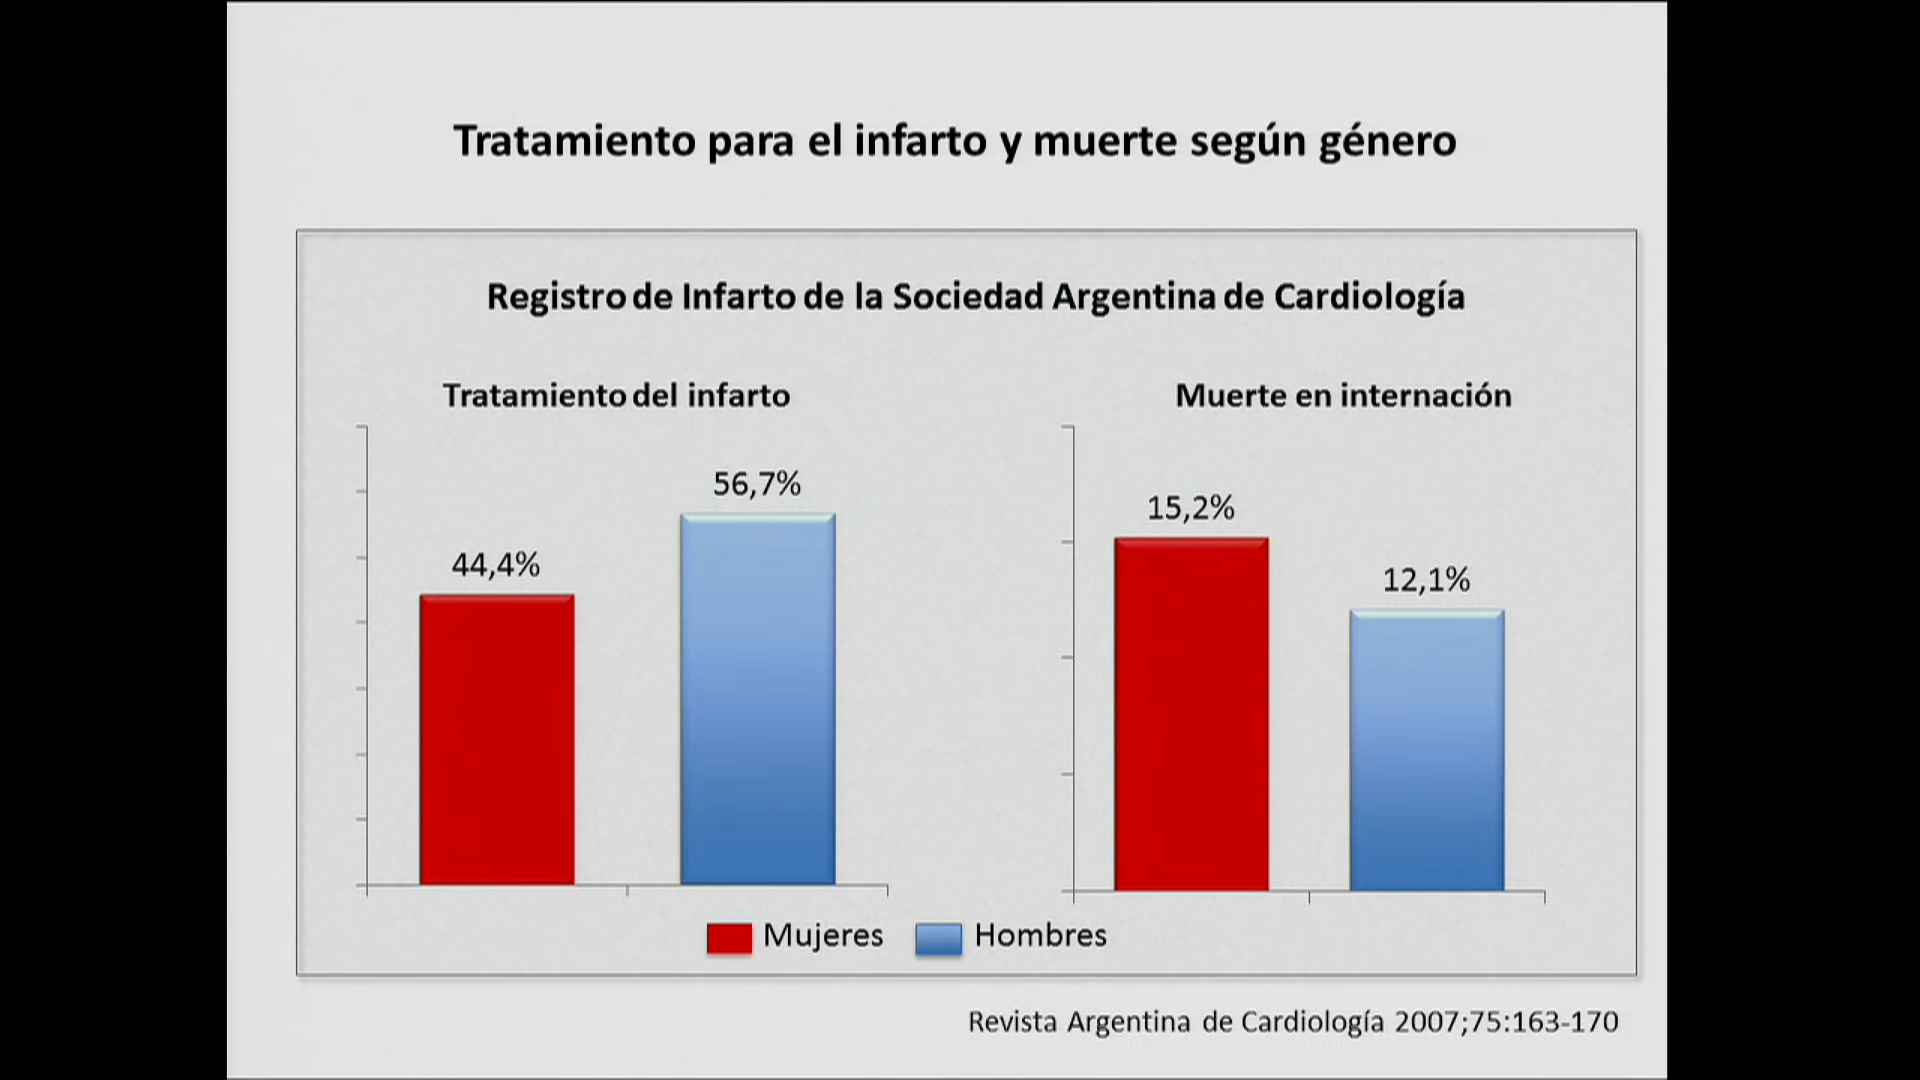 Tratamiento para el infarto y muerte según género
Registro de Infarto de la Sociedad Argentina de Cardiología
Tratamiento del infarto
Muerte en internación
56,7%
44,4%
15,2%
12,1%
Mujeres
Hombres
Revista Argentina de Cardiología 2007;75:163-170